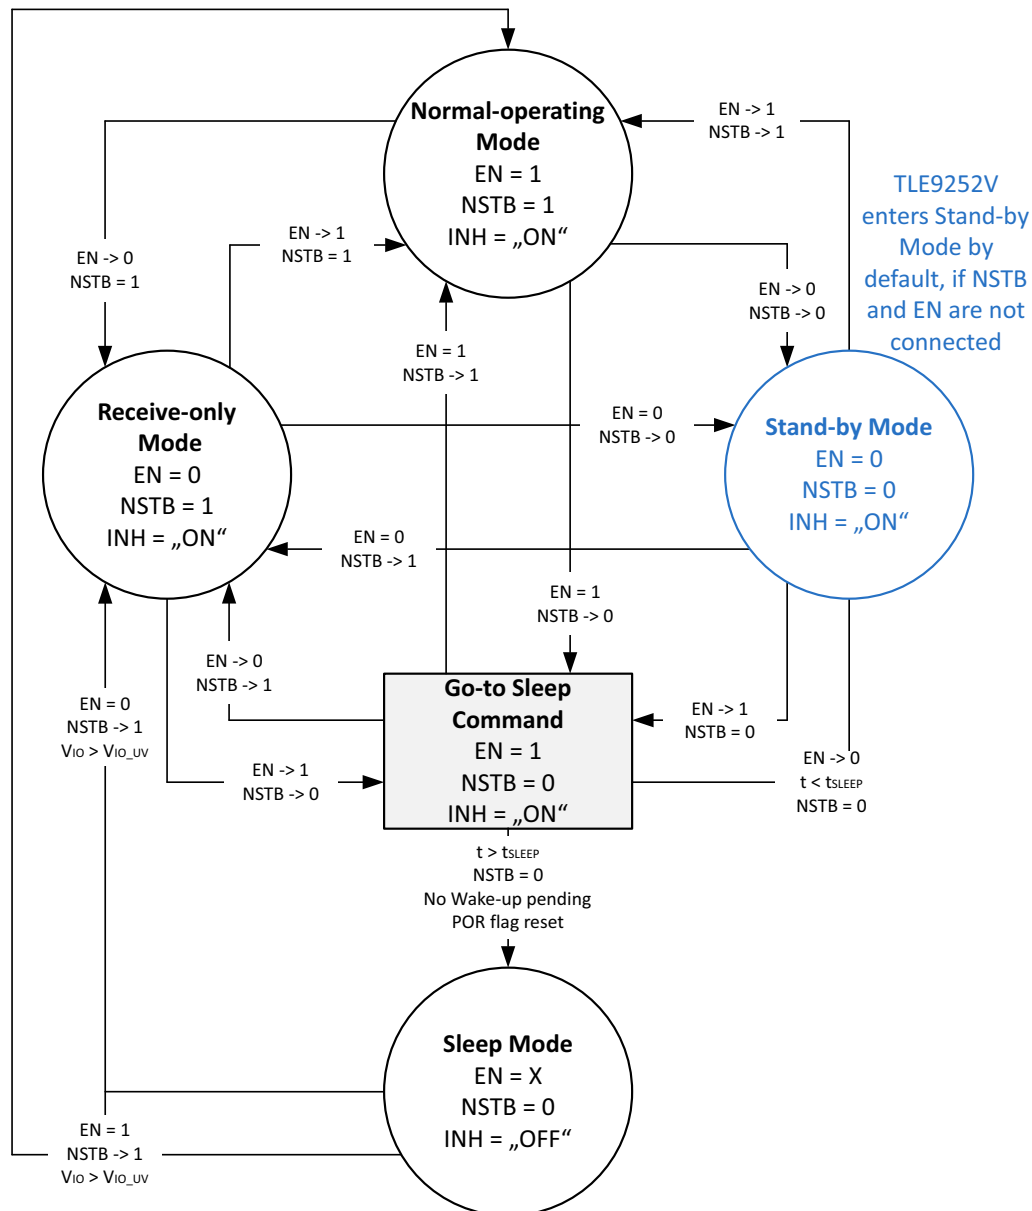 Normal-operating
Mode
EN = 1
NSTB = 1
INH = „ON“
EN -> 1
NSTB -> 1
TLE9252V
enters Stand-by
Mode by
default, if NSTB
and EN are not
connected
EN -> 0
NSTB = 1
EN -> 1
NSTB = 1
EN -> 0
NSTB -> 0
EN = 1
NSTB -> 1
Receive-only
Mode
EN = 0
NSTB = 1
INH = „ON“
EN = 0
NSTB -> 0
Stand-by Mode
EN = 0
NSTB = 0
INH = „ON“
EN = 0
NSTB -> 1
EN = 1
NSTB -> 0
EN -> 0
NSTB -> 1
EN = 0
NSTB -> 1
VIO > VIO_UV
Go-to Sleep
Command
EN = 1
NSTB = 0
INH = „ON“
EN -> 1
NSTB = 0
EN -> 1
NSTB -> 0
EN -> 0
t < tSLEEP
NSTB = 0
t > tSLEEP
NSTB = 0
No Wake-up pending
POR flag reset
Sleep Mode
EN = X
NSTB = 0
INH = „OFF“
EN = 1
NSTB -> 1
VIO > VIO_UV